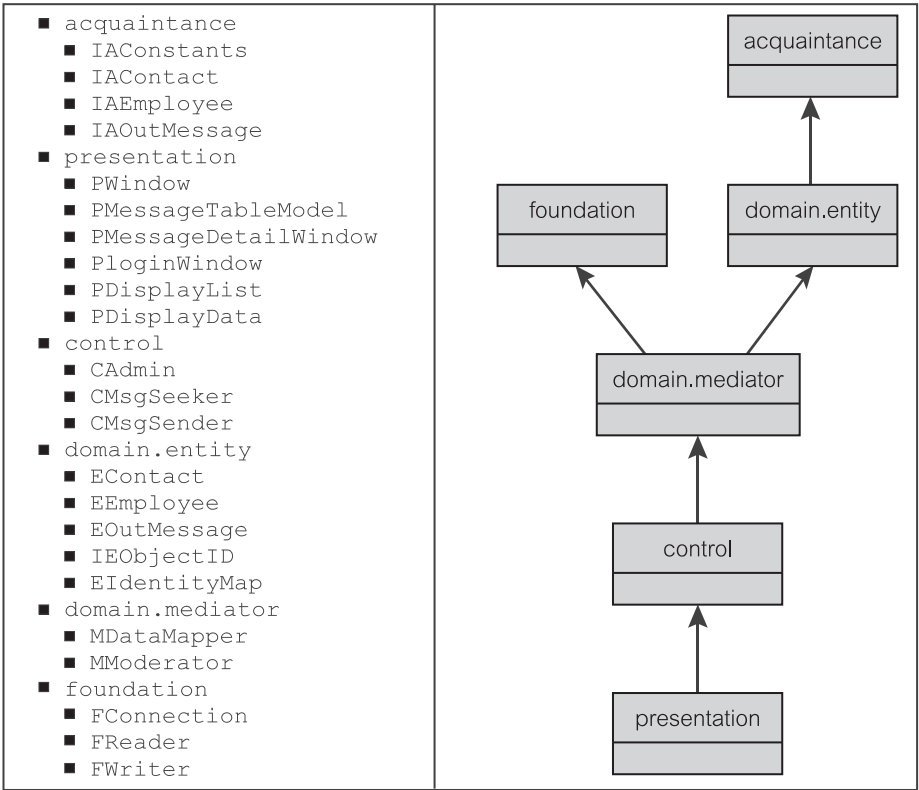 acquaintance
IAConstants
IAContact
IAEmployee
IAOutMessage
presentation
PWindow
PMessageTableModel
PMessageDetailWindow
PloginWindow
PDisplayList
PDisplayData
control
CAdmin
CMsgSeeker
CMsgSender
domain.entity
EContact
EEmployee
EOutMessage
IEObjectID
EIdentityMap
domain.mediator
MDataMapper
MModerator
foundation
FConnection
FReader
FWriter
acquaintance
foundation
domain.entity
domain.mediator
control
presentation